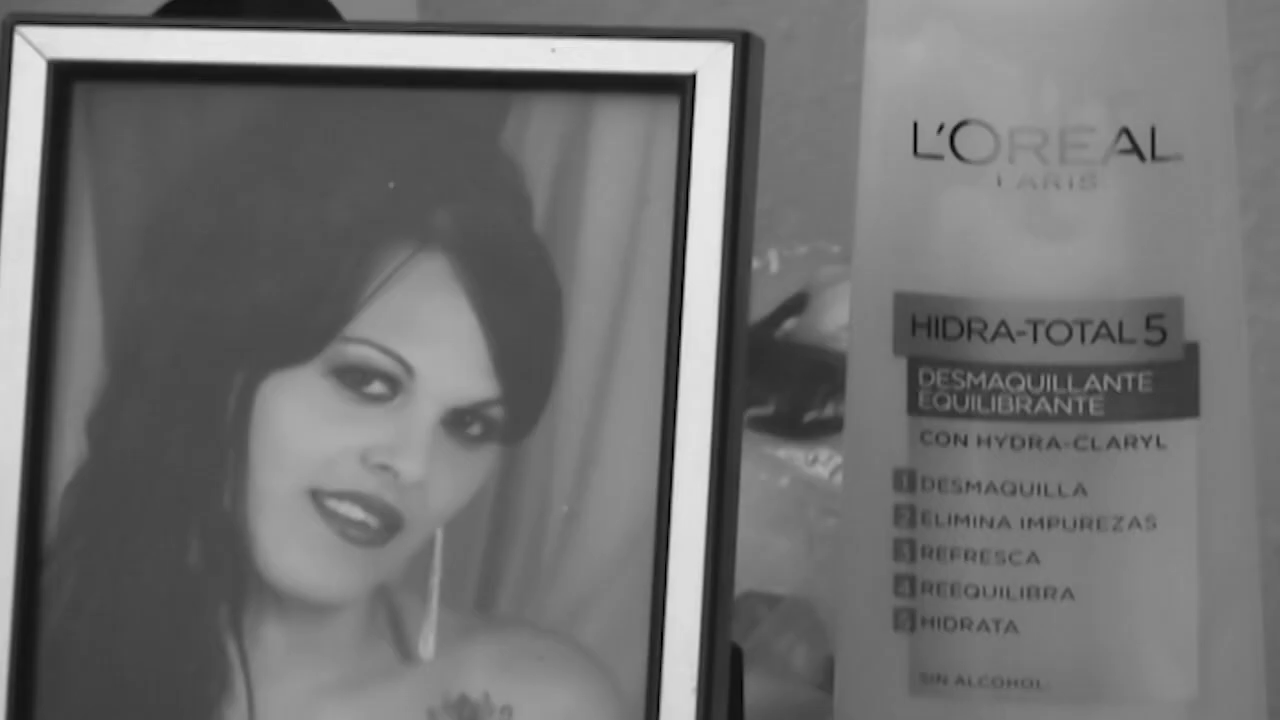 L'ORÉAL
PARIS
HIDRA-TOTAL 5
DESMAQUILLANTE
EQUILIBRANTE
CON HYDRA-CLARYL
1 DESMAQUILLA
2 ELIMINA IMPUREZAS
3 REFRESCA
4 REEQUILIBRA
5 HIDRATA
SIN ALCOHOL